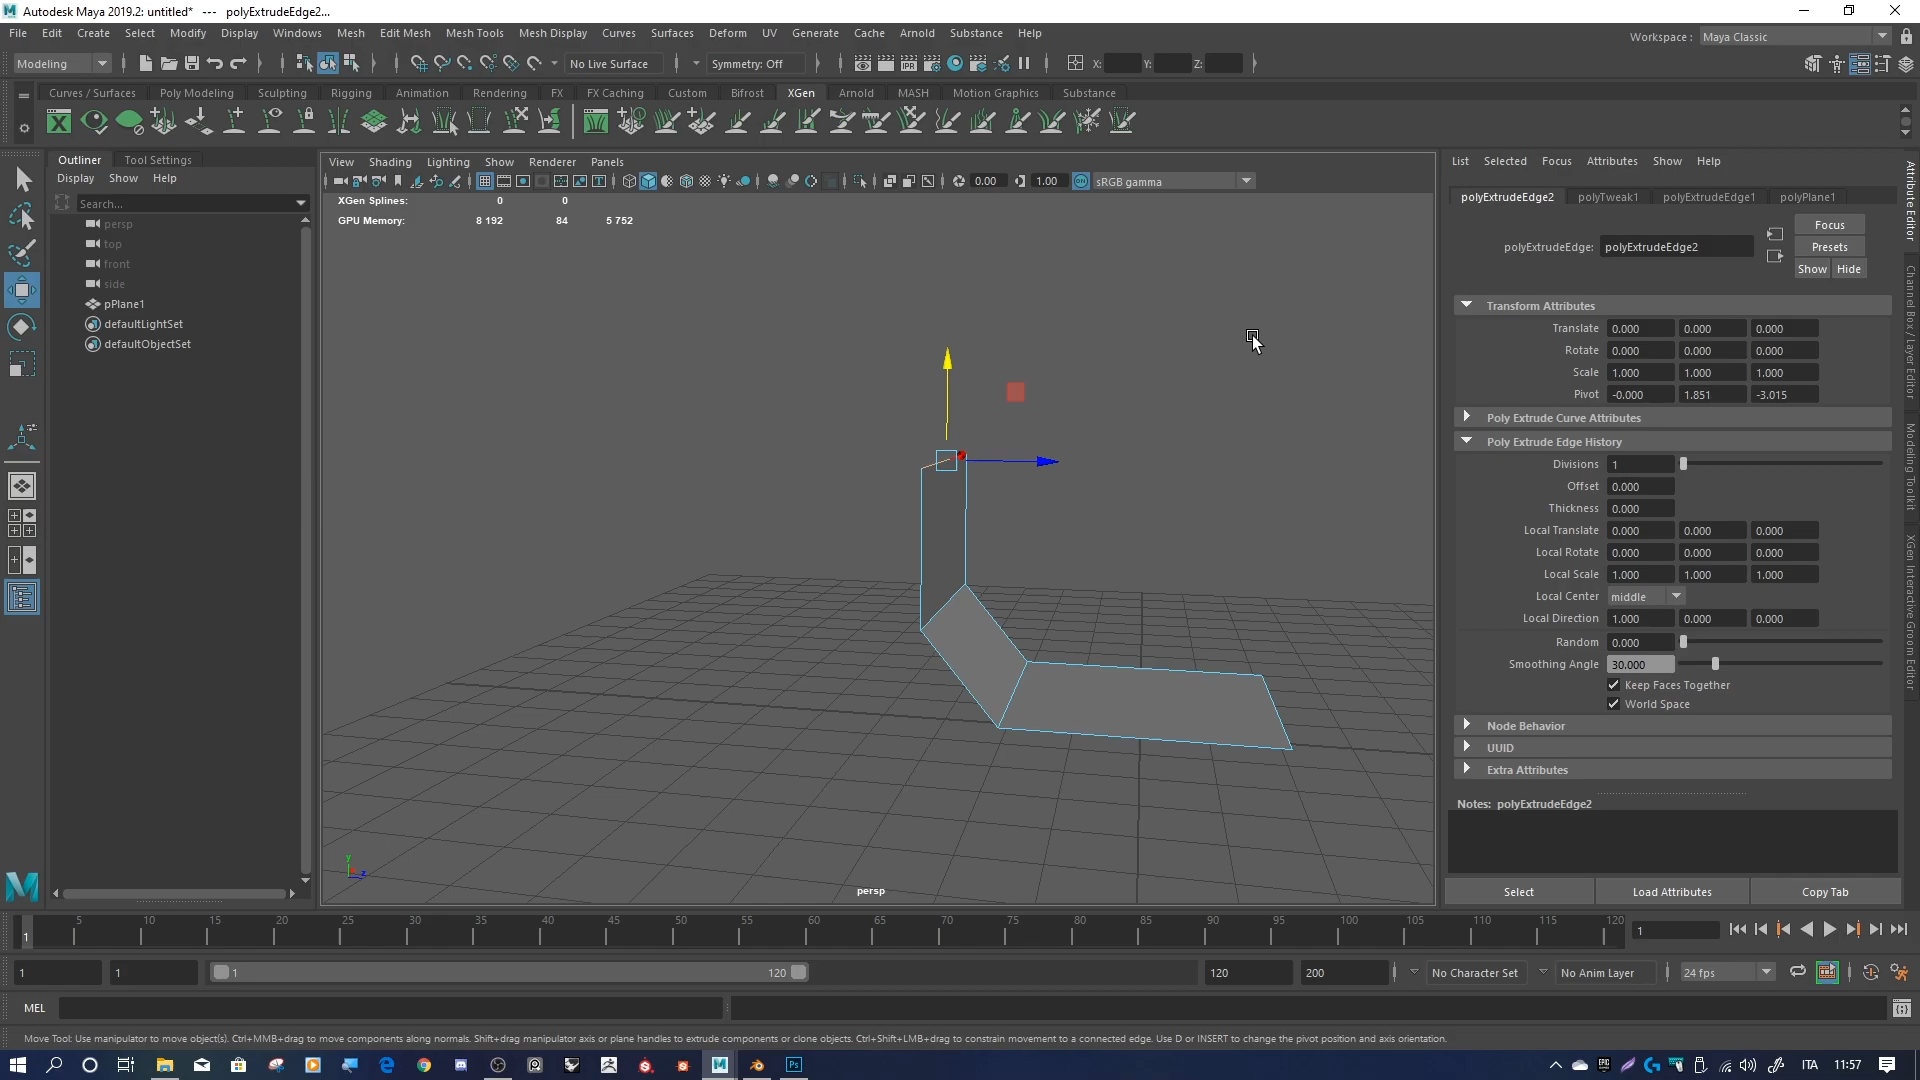 Autodesk Maya 2019.2: untitled* --- polyExtrudeEdge2...
File Edit Create Select Modify Display Windows Mesh Edit Mesh Mesh Tools Mesh Display Curves Surfaces Deform UV Generate Cache Arnold Substance Help
Workspace : Maya Classic
Modeling No Live Surface Symmetry: Off X: Y: Z:
Curves / Surfaces Poly Modeling Sculpting Rigging Animation Rendering FX FX Caching Custom Bifrost XGen Arnold MASH Motion Graphics Substance
Outliner Tool Settings
Display Show Help
Search...
persp
top
front
side
pPlane1
defaultLightSet
defaultObjectSet
View Shading Lighting Show Renderer Panels
0.00 1.00 ON sRGB gamma
XGen Splines: 0 0
GPU Memory: 8 192 84 5 752
y
z
persp
List Selected Focus Attributes Show Help
polyExtrudeEdge2 polyTweak1 polyExtrudeEdge1 polyPlane1
polyExtrudeEdge: polyExtrudeEdge2
Focus
Presets
Show Hide
Transform Attributes
Translate 0.000 0.000 0.000
Rotate 0.000 0.000 0.000
Scale 1.000 1.000 1.000
Pivot -0.000 1.851 -3.015
Poly Extrude Curve Attributes
Poly Extrude Edge History
Divisions 1
Offset 0.000
Thickness 0.000
Local Translate 0.000 0.000 0.000
Local Rotate 0.000 0.000 0.000
Local Scale 1.000 1.000 1.000
Local Center middle
Local Direction 1.000 0.000 0.000
Random 0.000
Smoothing Angle 30.000
Keep Faces Together
World Space
Node Behavior
UUID
Extra Attributes
Notes: polyExtrudeEdge2
Select Load Attributes Copy Tab
Attribute Editor
Channel Box / Layer Editor
Modeling Toolkit
XGen Interactive Groom Editor
5 10 15 20 25 30 35 40 45 50 55 60 65 70 75 80 85 90 95 100 105 110 115 120
1 1
1 1 1 120 120 200 No Character Set No Anim Layer 24 fps
MEL
Move Tool: Use manipulator to move object(s). Ctrl+MMB+drag to move components along normals. Shift+drag manipulator axis or plane handles to extrude components or clone objects. Ctrl+Shift+LMB+drag to constrain movement to a connected edge. Use D or INSERT to change the pivot position and axis orientation.
ITA 11:57